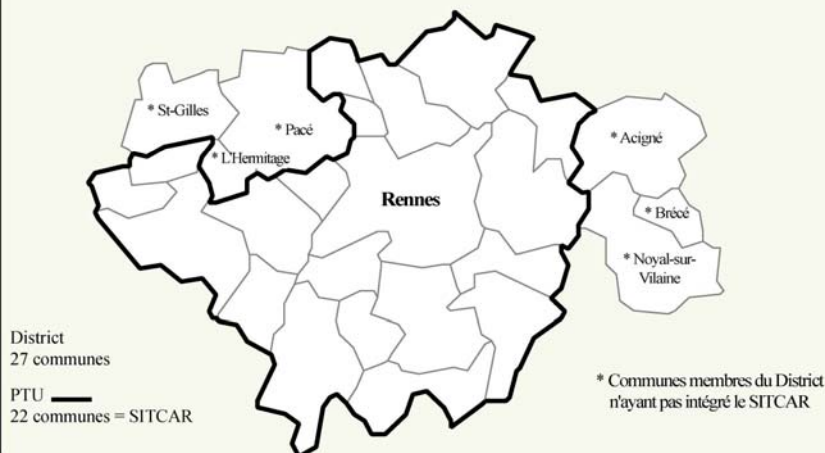 * St-Gilles
* Pacé
* L'Hermitage
* Acigné
Rennes
* Brécé
* Noyal-sur-
Vilaine
District
27 communes
PTU
22 communes = SITCAR
* Communes membres du District
n'ayant pas intégré le SITCAR